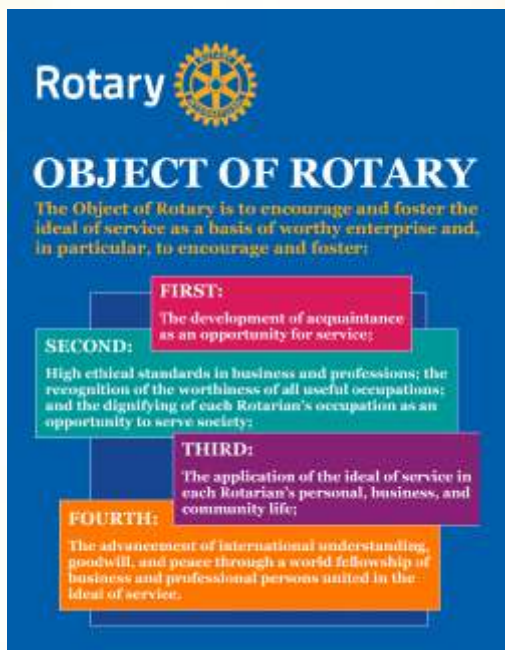 Rotary
OBJECT OF ROTARY
The Object of Rotary is to encourage and foster the
ideal of service as a basis of worthy enterprise and,
in particular, to encourage and foster:
FIRST:
The development of acquaintance
as an opportunity for service;
SECOND:
High ethical standards in business and professions; the
recognition of the worthiness of all useful occupations;
and the dignifying of each Rotarian's occupation as an
opportunity to serve society;
THIRD:
The application of the ideal of service in
each Rotarian's personal, business, and
community life;
FOURTH:
The advancement of international understanding,
goodwill, and peace through a world fellowship of
business and professional persons united in the
ideal of service.